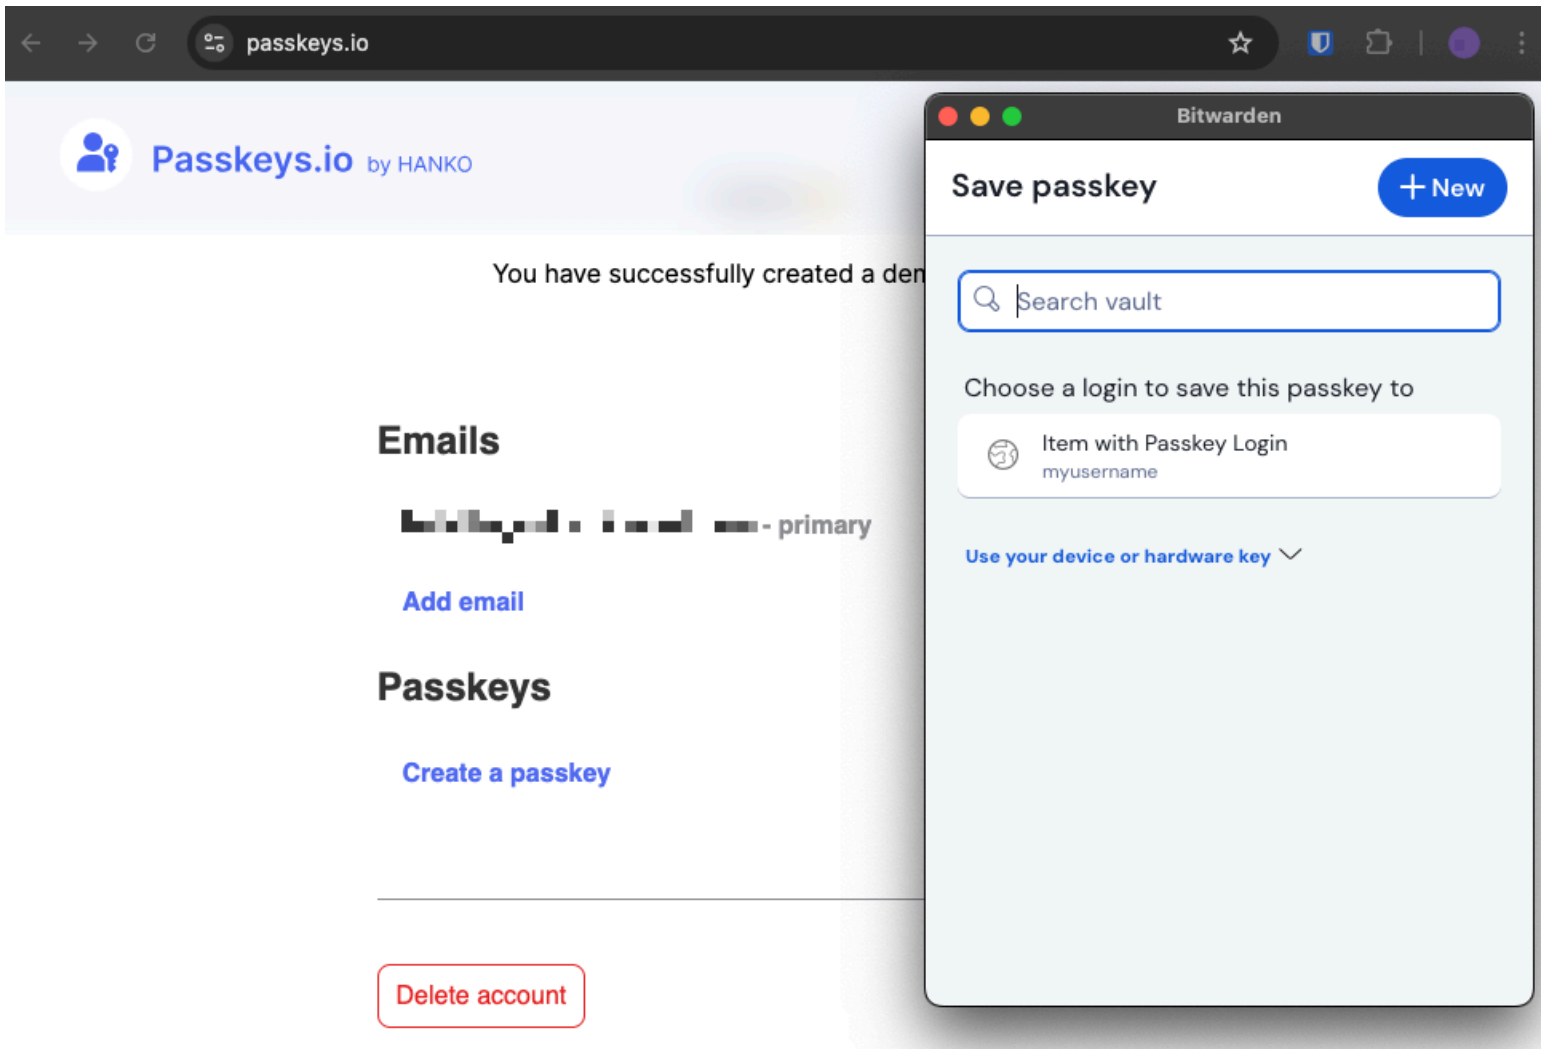 passkeys.io
Passkeys.io by HANKO
You have successfully created a den
Emails
- primary
Add email
Passkeys
Create a passkey
Delete account
Bitwarden
Save passkey
New
Search vault
Choose a login to save this passkey to
Item with Passkey Login
myusername
Use your device or hardware key